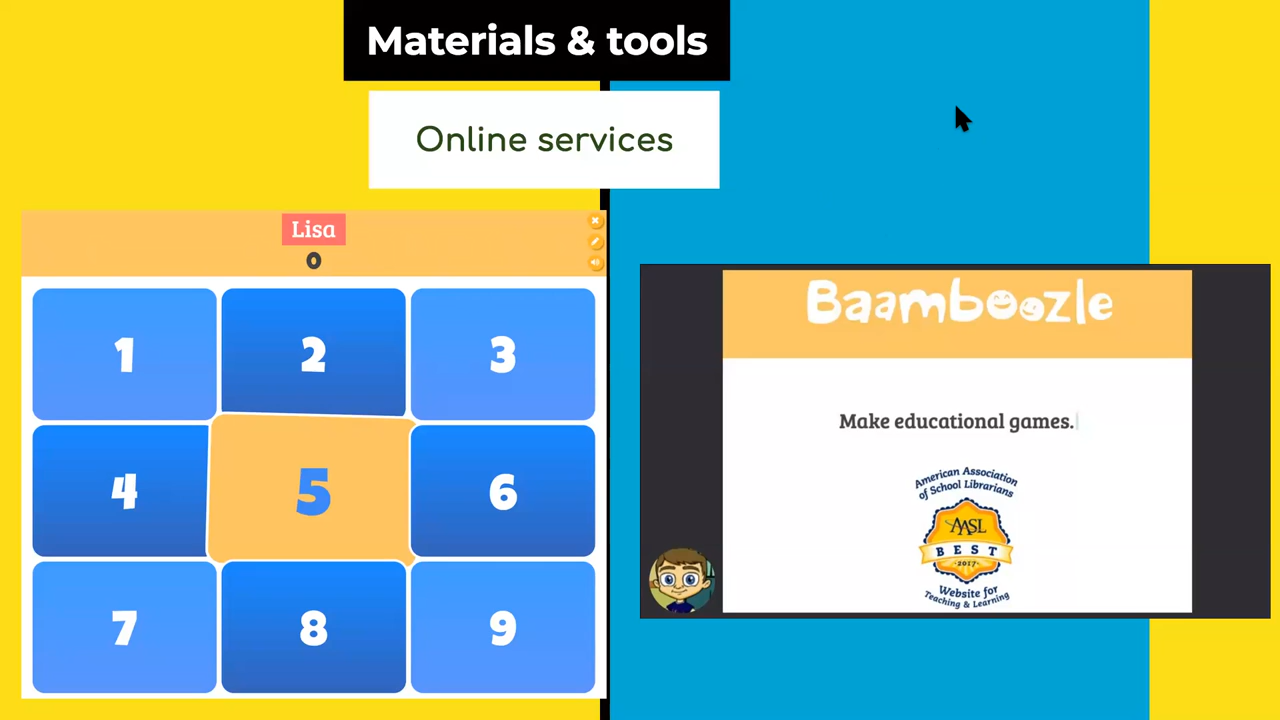 Materials & tools
Online services
Lisa
0
1 2 3
4 5 6
7 8 9
Baamboozle
Make educational games.
American Association
of School Librarians
AASL
BEST
2017
Website for
Teaching & Learning